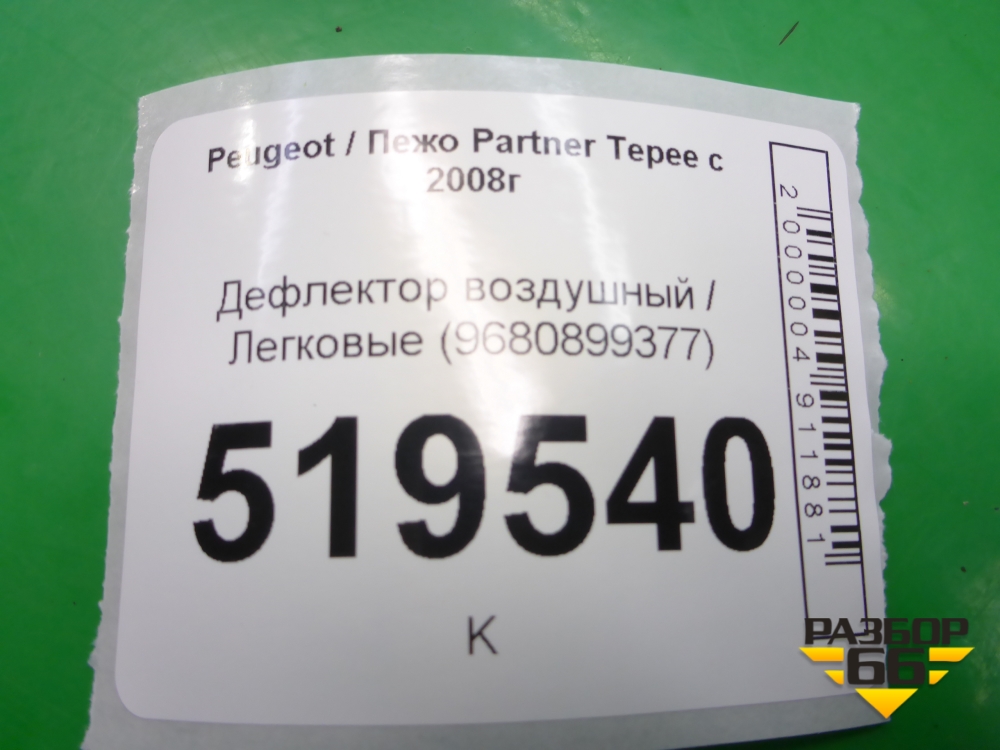 Peugeot / Пежо Partner Tepee с
2008г
Дефлектор воздушный /
Легковые (9680899377)
519540
К
2000004911881
РАЗБОР
66